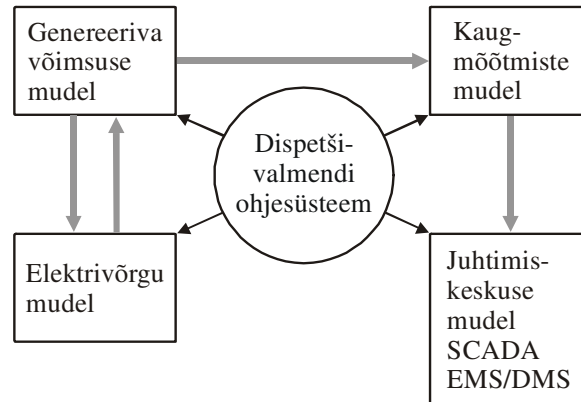 Genereeriva
võimsuse
mudel
Kaug-
mõõtmiste
mudel
Dispetši-
valmendi
ohjesüsteem
Elektrivõrgu
mudel
Juhtimis-
keskuse
mudel
SCADA
EMS/DMS